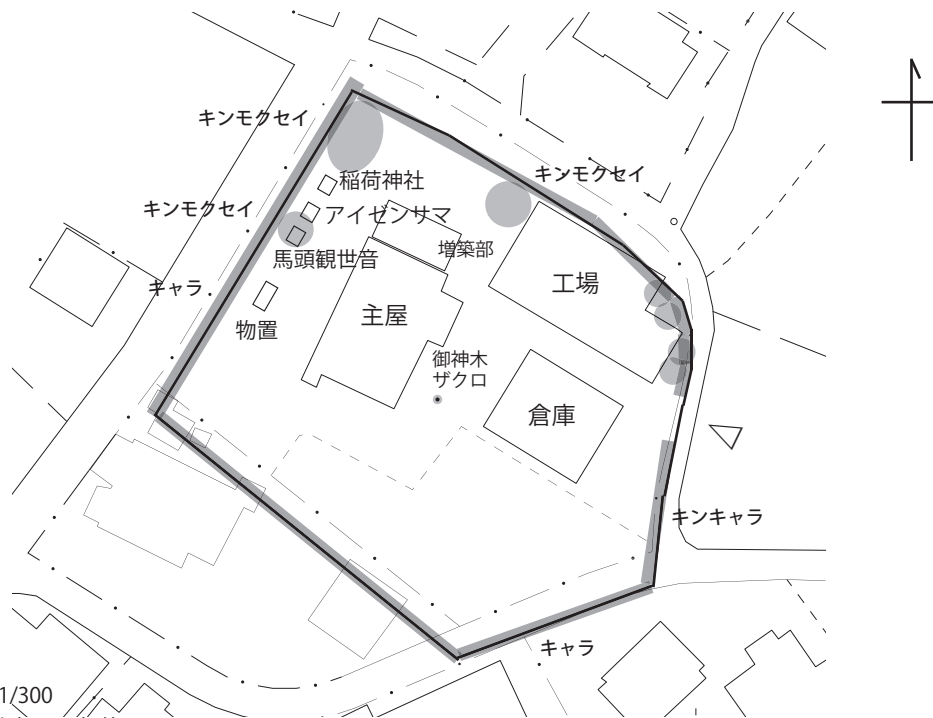 キンモクセイ
キンモクセイ
稲荷神社
キンモクセイ
アイゼンサマ
増築部
馬頭観世音
工場
キャラ
主屋
物置
御神木
ザクロ
倉庫
キンキャラ
キャラ
1/300